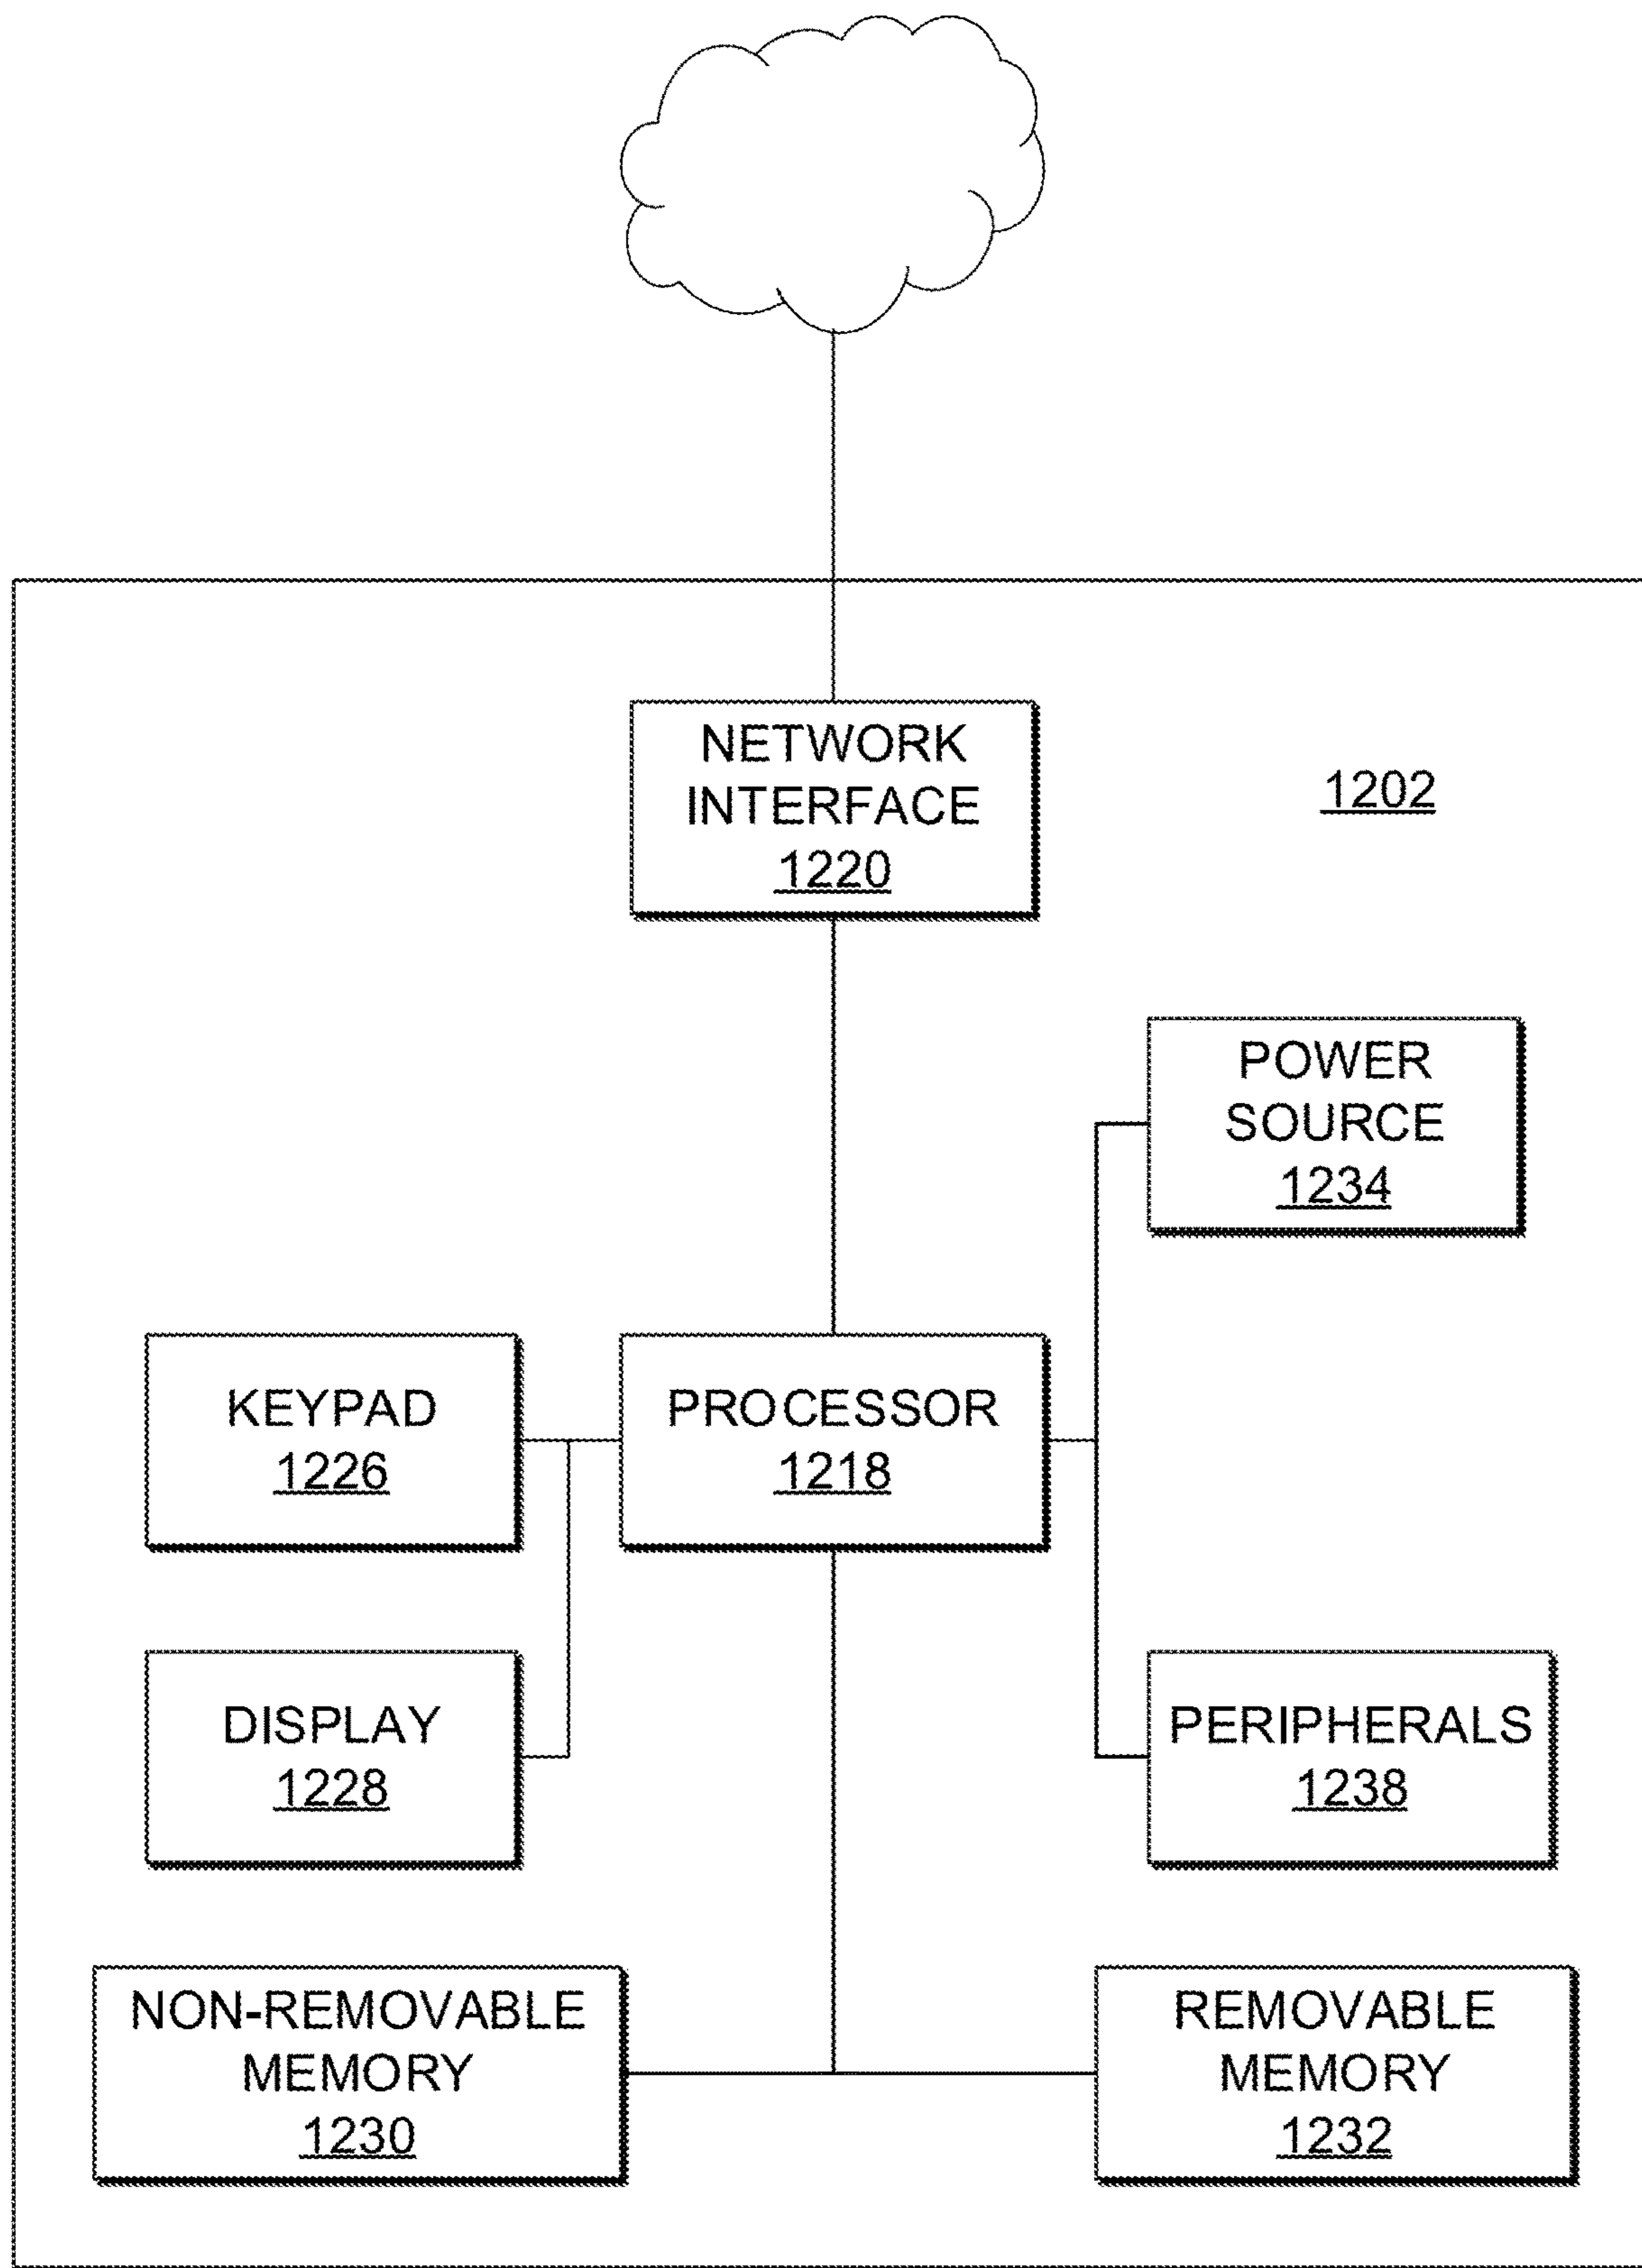 NETWORK
INTERFACE
1220
1202
POWER
SOURCE
1234
KEYPAD
1226
PROCESSOR
1218
DISPLAY
1228
PERIPHERALS
1238
NON-REMOVABLE
MEMORY
1230
REMOVABLE
MEMORY
1232